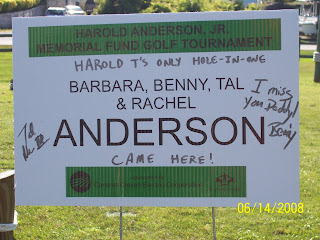 HAROLD ANDERSON, JR.
MEMORIAL FUND GOLF TOURNAMENT
HAROLD T'S ONLY HOLE-IN-ONE
BARBARA, BENNY, TAL
& RACHEL
I miss
You Daddy!
Benny
ANDERSON
Tal
CAME HERE!
06/14/2008